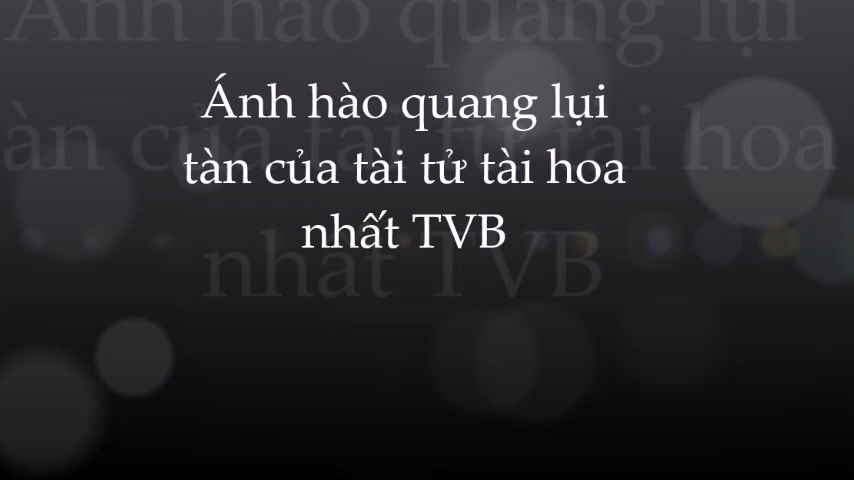 Ánh hào quang lụi
tàn của tài tử tài hoa
nhất TVB